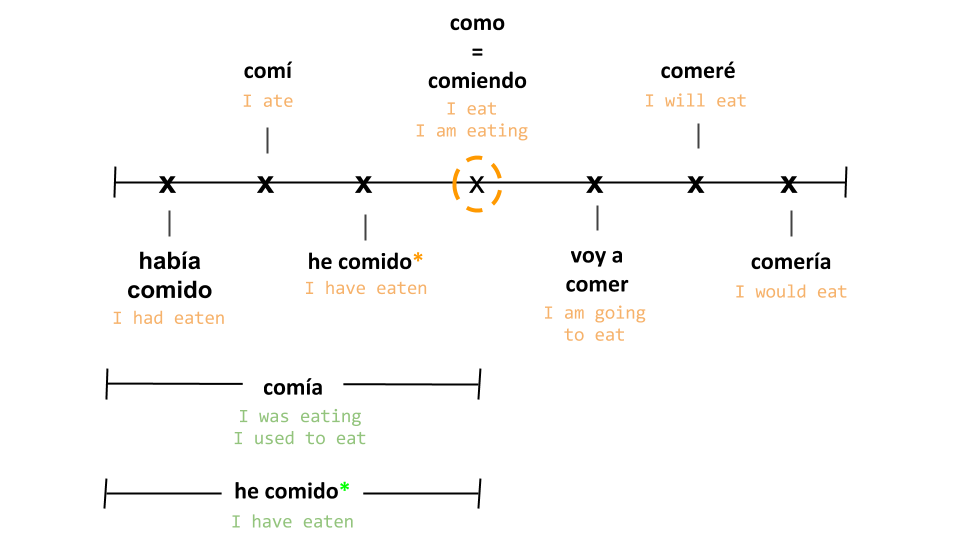 como
=
comiendo
I eat
I am eating
comí
I ate
comeré
I will eat
x x x x x x x
había
comido
I had eaten
he comido*
I have eaten
voy a
comer
I am going
to eat
comería
I would eat
comía
I was eating
I used to eat
he comido*
I have eaten